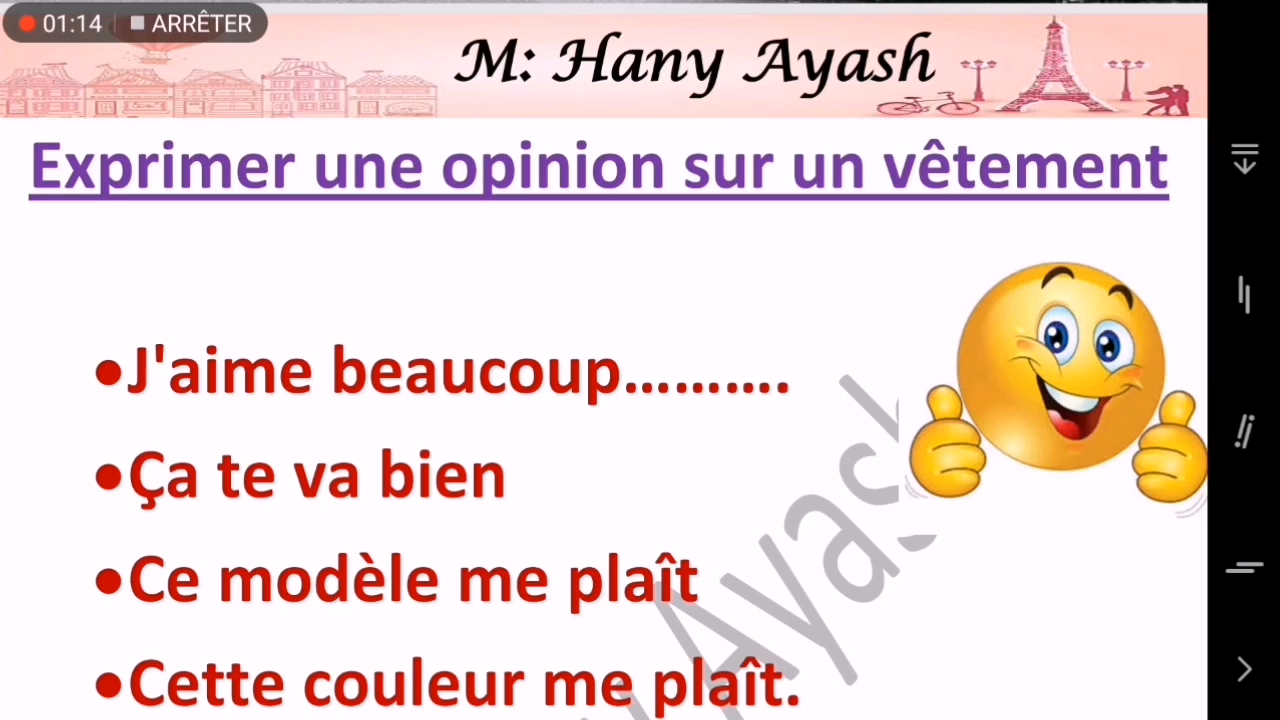 01:14 ARRÊTER
M: Hany Ayash
Exprimer une opinion sur un vêtement
•J'aime beaucoup……….
•Ça te va bien
•Ce modèle me plaît
•Cette couleur me plaît.
y Ayash